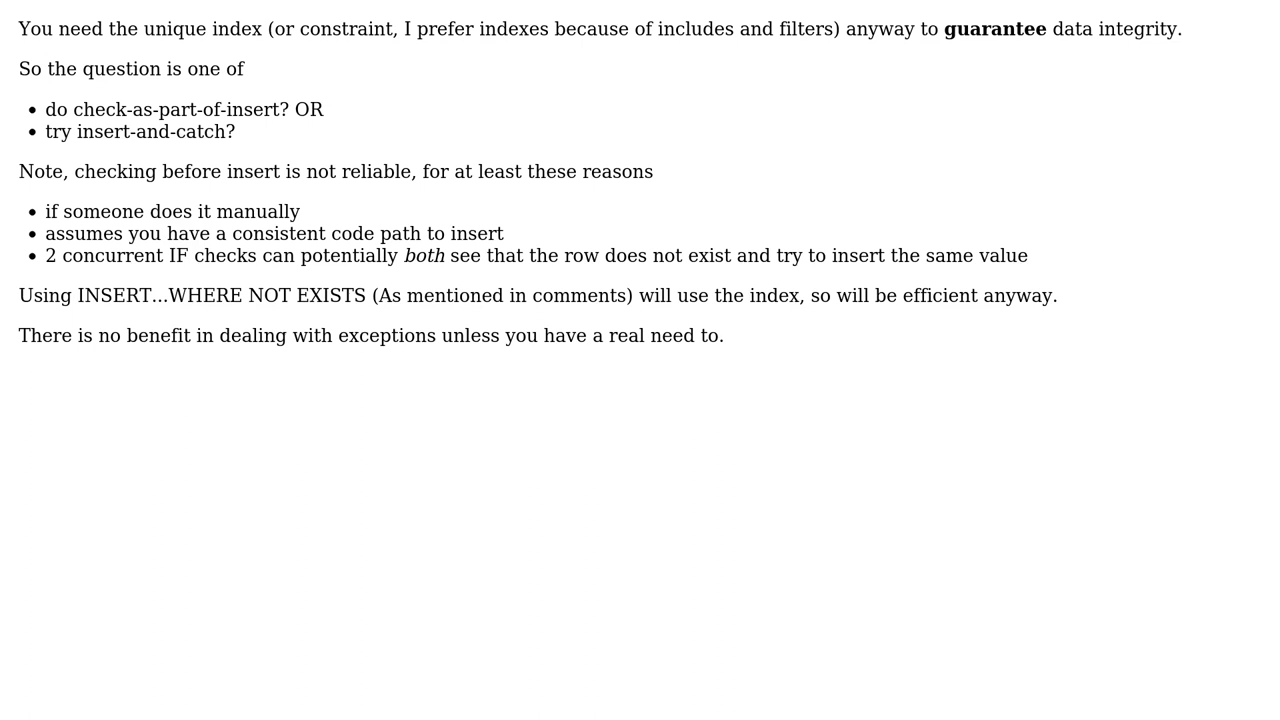 You need the unique index (or constraint, I prefer indexes because of includes and filters) anyway to guarantee data integrity.
So the question is one of
• do check-as-part-of-insert? OR
• try insert-and-catch?
Note, checking before insert is not reliable, for at least these reasons
• if someone does it manually
• assumes you have a consistent code path to insert
• 2 concurrent IF checks can potentially both see that the row does not exist and try to insert the same value
Using INSERT...WHERE NOT EXISTS (As mentioned in comments) will use the index, so will be efficient anyway.
There is no benefit in dealing with exceptions unless you have a real need to.